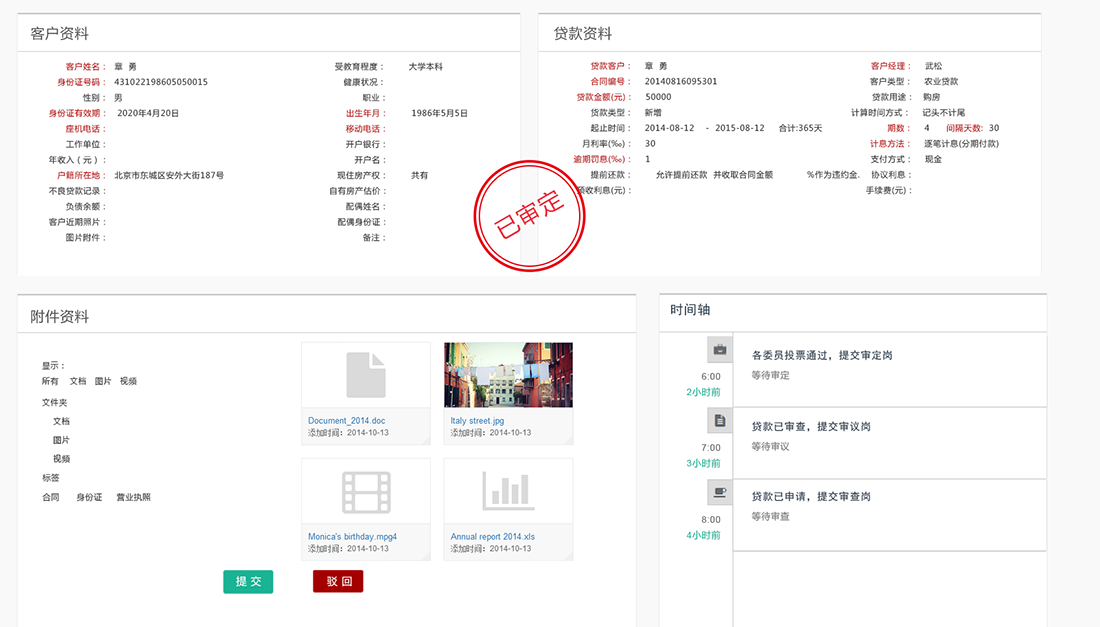 客户资料
客户姓名： 章 勇 受教育程度： 大学本科
身份证号码： 431022198605050015 健康状况：
性别： 男 职业：
身份证有效期： 2020年4月20日 出生年月： 1986年5月5日
座机电话： 移动电话：
工作单位： 开户银行：
年收入（元）： 开户名：
户籍所在地： 北京市东城区安外大街187号 现住房产权： 共有
不良贷款记录： 自有房产估价：
负债余额： 配偶姓名：
客户近期照片： 配偶身份证：
图片附件： 备注：
贷款资料
贷款客户： 章 勇 客户经理： 武松
合同编号： 20140816095301 客户类型： 农业贷款
贷款金额(元)： 50000 贷款用途： 购房
贷款类型： 新增 计算时间方式： 记头不计尾
起止时间： 2014-08-12 - 2015-08-12 合计:365天 期数： 4 间隔天数: 30
月利率(‰)： 30 计息方法： 逐笔计息(分期付款)
逾期罚息(‰)： 1 支付方式： 现金
提前还款： 允许提前还款 并收取合同金额 %作为违约金. 协议利息：
预收利息(元)： 手续费(元)：
已审定
附件资料
显示：
所有 文档 图片 视频
文件夹
文档
图片
视频
标签
合同 身份证 营业执照
Document_2014.doc
添加时间：2014-10-13
Italy street.jpg
添加时间：2014-10-13
Monica's birthday.mpg4
添加时间：2014-10-13
Annual report 2014.xls
添加时间：2014-10-13
提 交 驳 回
时间轴
6:00
2小时前
各委员投票通过，提交审定岗
等待审定
7:00
3小时前
贷款已审查，提交审议岗
等待审议
8:00
4小时前
贷款已申请，提交审查岗
等待审查